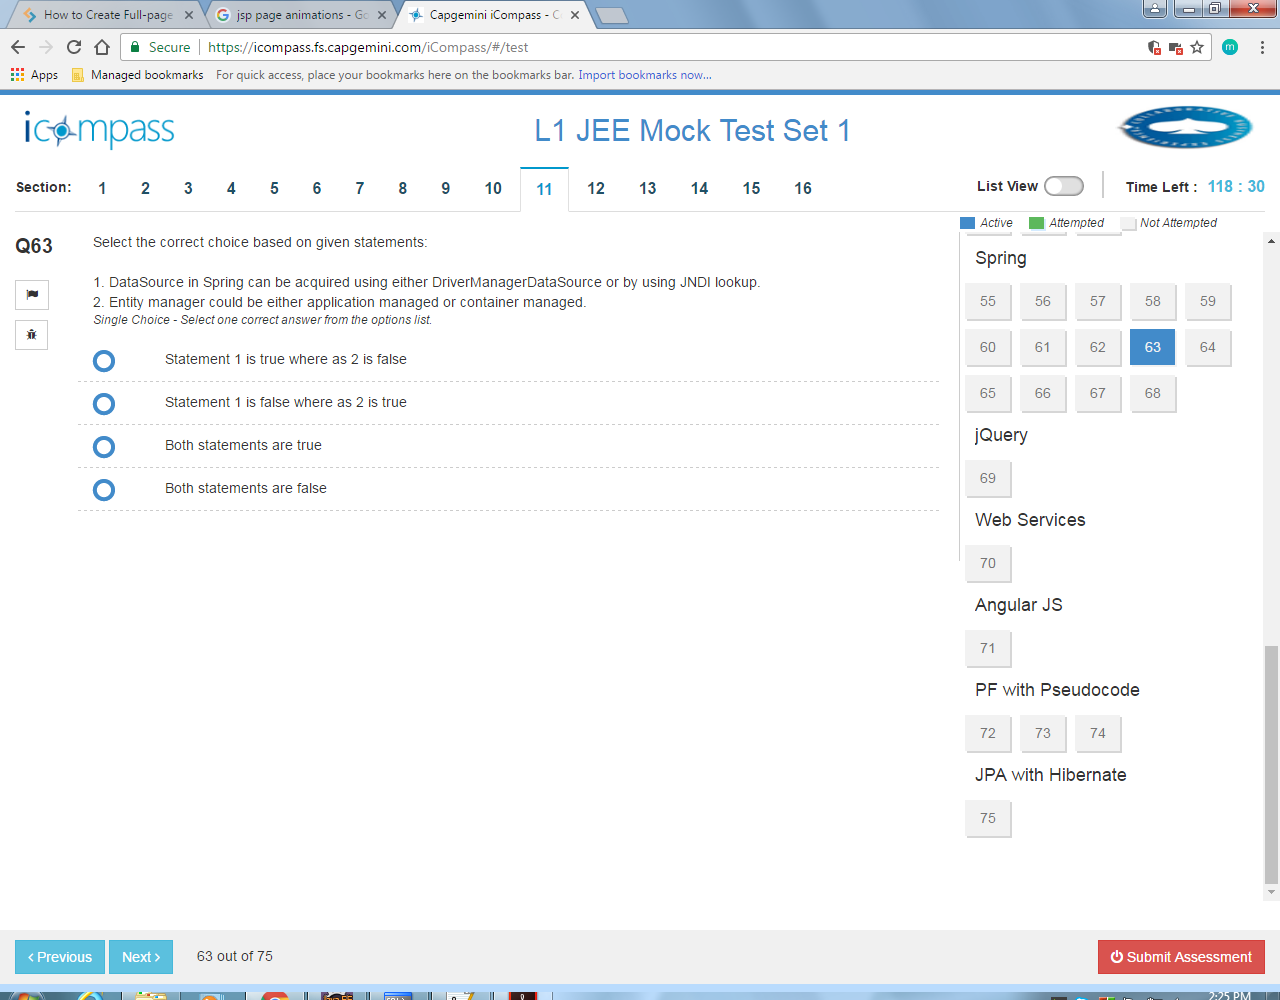 How to Create Full-page
jsp page animations - Go
Capgemini iCompass - C
Secure
https://icompass.fs.capgemini.com/iCompass/#/test
m
Apps
Managed bookmarks
For quick access, place your bookmarks here on the bookmarks bar. Import bookmarks now...
icompass
L1 JEE Mock Test Set 1
Section: 1 2 3 4 5 6 7 8 9 10 11 12 13 14 15 16
List View
Time Left : 118 : 30
Active Attempted Not Attempted
Q63
Select the correct choice based on given statements:
1. DataSource in Spring can be acquired using either DriverManagerDataSource or by using JNDI lookup.
2. Entity manager could be either application managed or container managed.
Single Choice - Select one correct answer from the options list.
Statement 1 is true where as 2 is false
Statement 1 is false where as 2 is true
Both statements are true
Both statements are false
Spring
55 56 57 58 59
60 61 62 63 64
65 66 67 68
jQuery
69
Web Services
70
Angular JS
71
PF with Pseudocode
72 73 74
JPA with Hibernate
75
Previous
Next
63 out of 75
Submit Assessment
2:25 PM